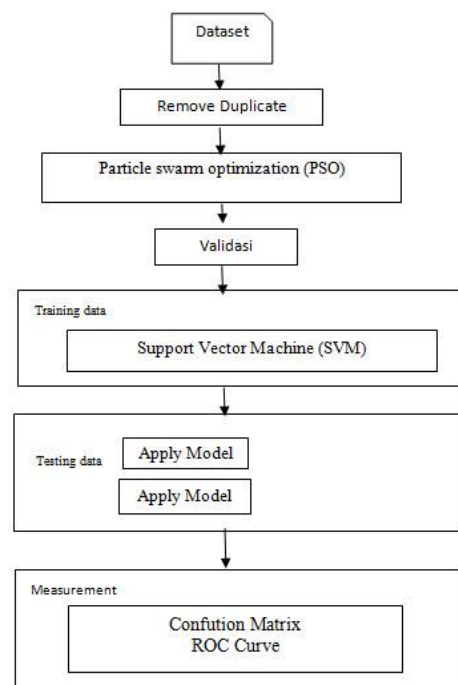 Dataset
Remove Duplicate
Particle swarm optimization (PSO)
Validasi
Training data
Support Vector Machine (SVM)
Testing data
Apply Model
Apply Model
Measurement
Confution Matrix
ROC Curve